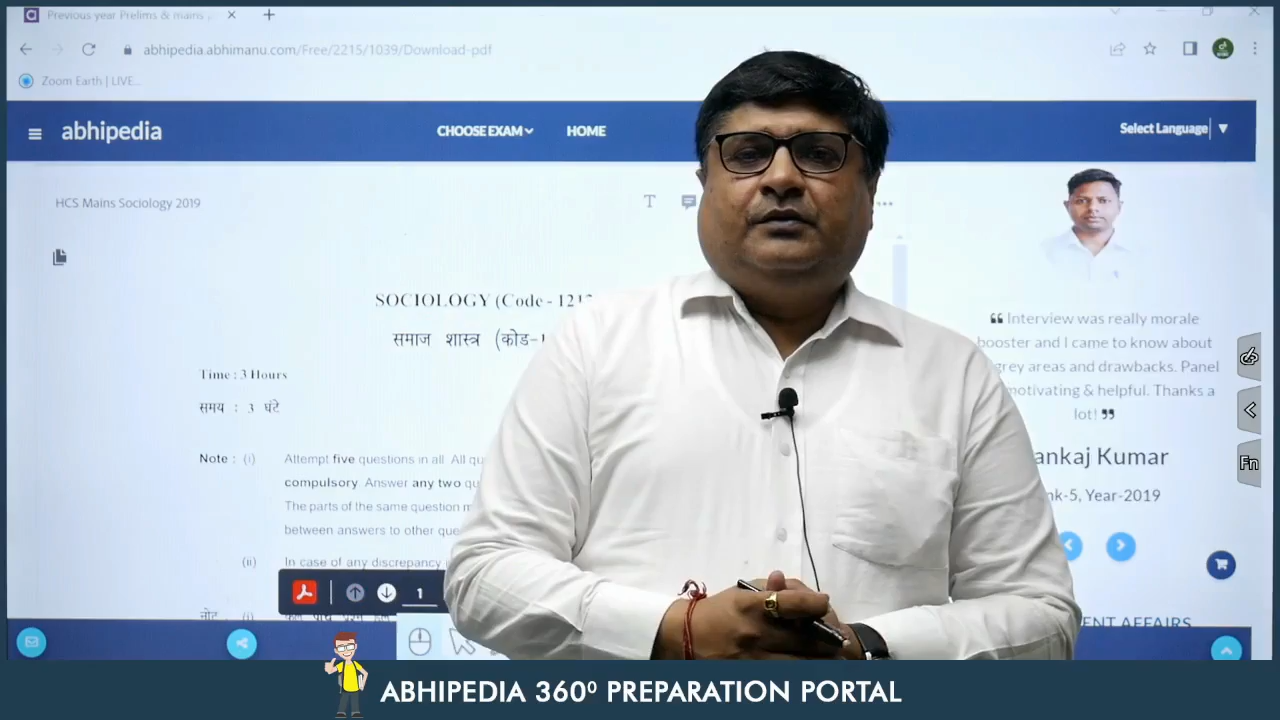 Previous year Prelims & mains
abhipedia.abhimanu.com/Free/2215/1039/Download-pdf
Zoom Earth | LIVE...
abhipedia
CHOOSE EXAM
HOME
Select Language
HCS Mains Sociology 2019
T
SOCIOLOGY (Code - 121
समाज शास्त्र (कोड-1
Time : 3 Hours
समय : 3 घंटे
Note : (i) Attempt five questions in all. All qu
compulsory. Answer any two qu
The parts of the same question m
between answers to other que
(ii) In case of any discrepancy
नोट (i)
1
Interview was really morale
booster and I came to know about
grey areas and drawbacks. Panel
motivating & helpful. Thanks a
lot!
ankaj Kumar
nk-5, Year-2019
ENT AFFAIRS
Fn
ABHIPEDIA 360⁰ PREPARATION PORTAL